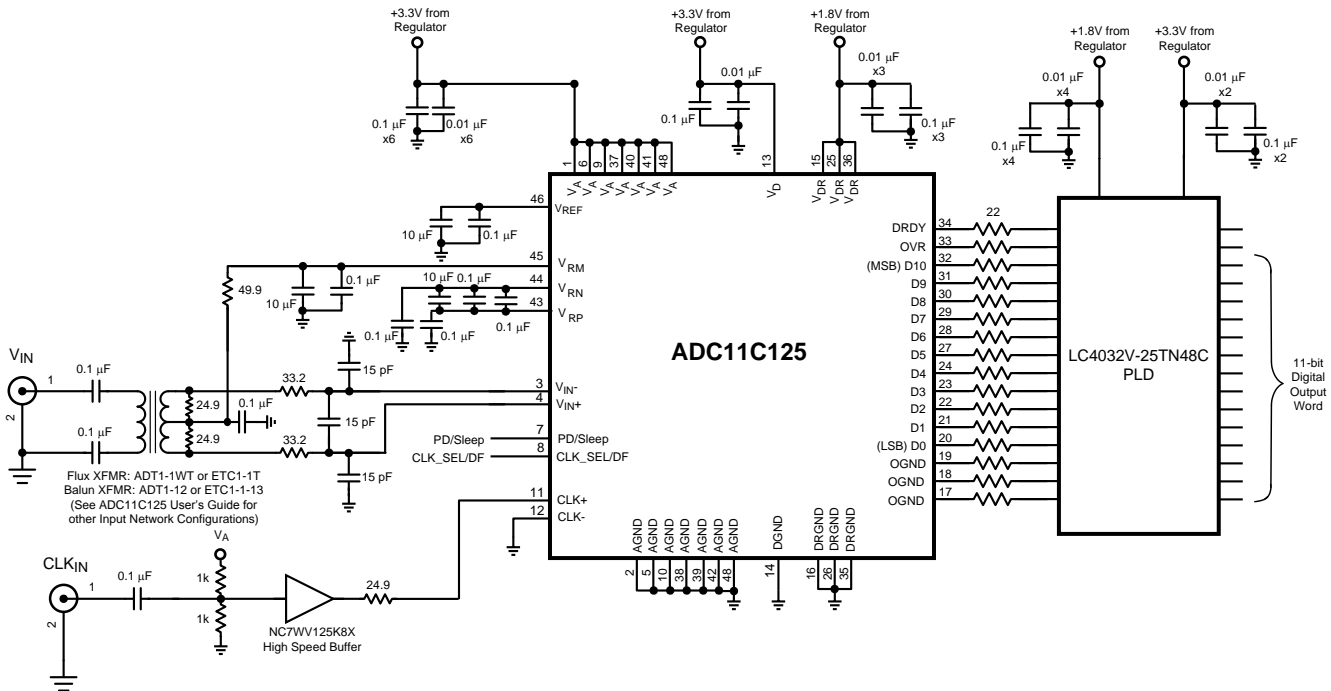 +3.3V from
Regulator
+3.3V from
Regulator
+1.8V from
Regulator
+1.8V from
Regulator
+3.3V from
Regulator
0.1 µF
x6
0.01 µF
x6
0.01 µF
0.1 µF
0.01 µF
x3
0.1 µF
x3
0.01 µF
x4
0.1 µF
x4
0.01 µF
x2
0.1 µF
x2
1
6
9
37
40
41
48
13
15
25
36
VA
VA
VA
VA
VA
VA
VA
VD
VDR
VDR
VDR
46
VREF
10 µF
0.1 µF
45
VRM
44
VRN
43
VRP
49.9
10 µF
0.1 µF
10 µF
0.1 µF
0.1 µF
0.1 µF
0.1 µF
VIN
1
2
0.1 µF
0.1 µF
24.9
24.9
0.1 µF
33.2
33.2
15 pF
15 pF
15 pF
3
VIN-
4
VIN+
PD/Sleep
7
PD/Sleep
CLK_SEL/DF
8
CLK_SEL/DF
11
CLK+
12
CLK-
Flux XFMR: ADT1-1WT or ETC1-1T
Balun XFMR: ADT1-12 or ETC1-1-13
(See ADC11C125 User's Guide for
other Input Network Configurations)
VA
CLKIN
1
2
0.1 µF
1k
1k
NC7WV125K8X
High Speed Buffer
24.9
ADC11C125
AGND
AGND
AGND
AGND
AGND
AGND
AGND
DGND
DRGND
DRGND
DRGND
2
5
10
38
39
42
48
14
16
26
35
22
DRDY 34
OVR 33
(MSB) D10 32
D9 31
D8 30
D7 29
D6 28
D5 27
D4 24
D3 23
D2 22
D1 21
(LSB) D0 20
OGND 19
OGND 18
OGND 17
LC4032V-25TN48C
PLD
11-bit
Digital
Output
Word